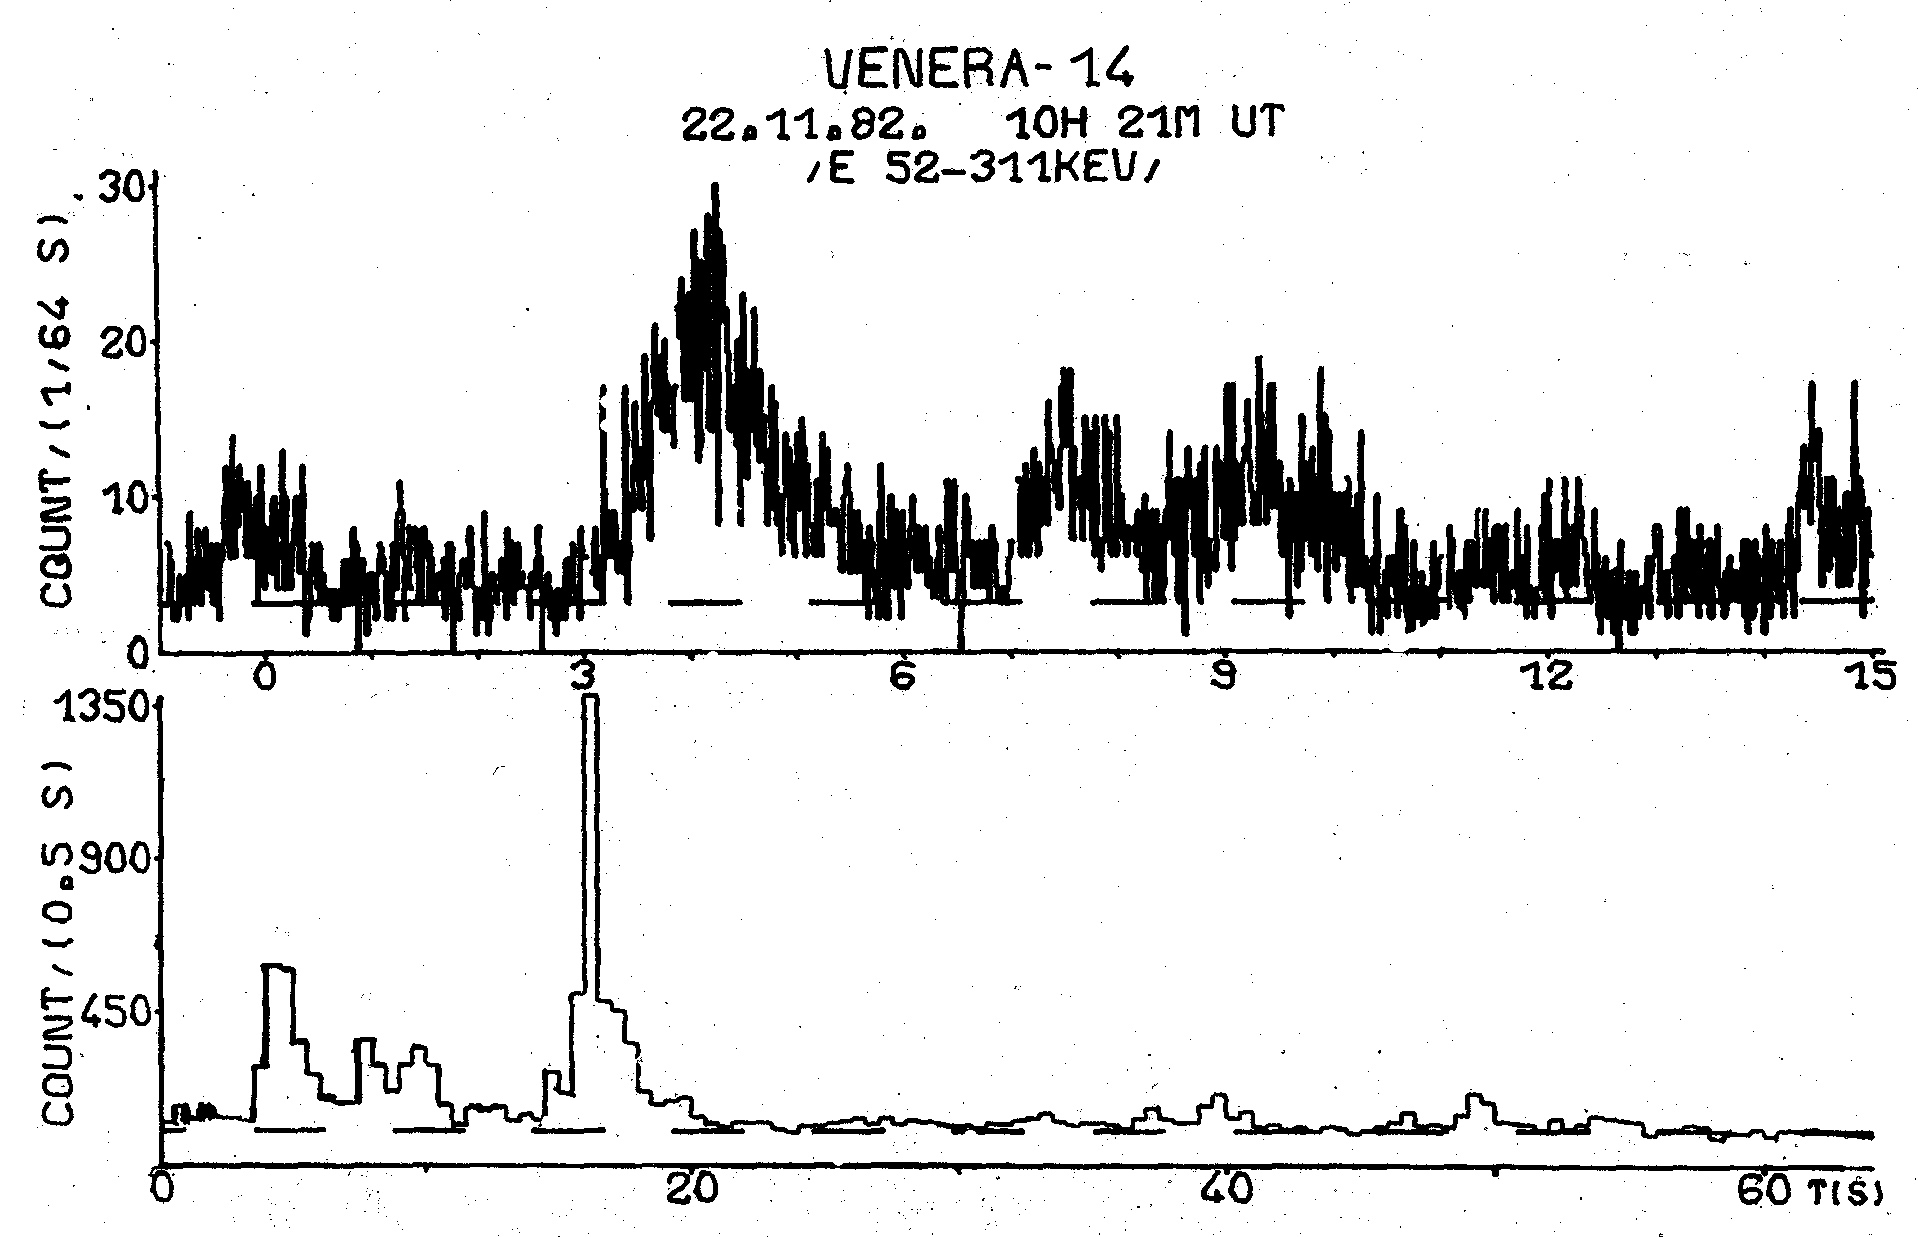 VENERA- 14
22.11.82. 10H 21M UT
/E 52-311KEV/
COUNT/(1/64 S)
30
20
10
0
0 3 6 9 12 15
COUNT/(0.5 S)
1350
900
450
0 20 40 60 T(S)